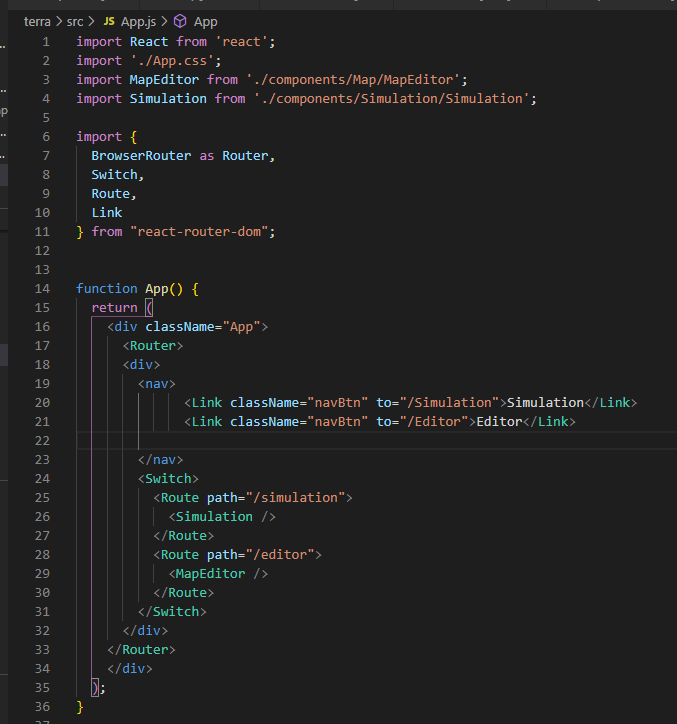 terra > src > JS App.js > App
1 import React from 'react';
2 import './App.css';
3 import MapEditor from './components/Map/MapEditor';
4 import Simulation from './components/Simulation/Simulation';
5
6 import {
7   BrowserRouter as Router,
8   Switch,
9   Route,
10   Link
11 } from "react-router-dom";
12
13
14 function App() {
15   return (
16     <div className="App">
17       <Router>
18       <div>
19         <nav>
20               <Link className="navBtn" to="/Simulation">Simulation</Link>
21               <Link className="navBtn" to="/Editor">Editor</Link>
22
23         </nav>
24         <Switch>
25           <Route path="/simulation">
26             <Simulation />
27           </Route>
28           <Route path="/editor">
29             <MapEditor />
30           </Route>
31         </Switch>
32       </div>
33     </Router>
34     </div>
35   );
36 }